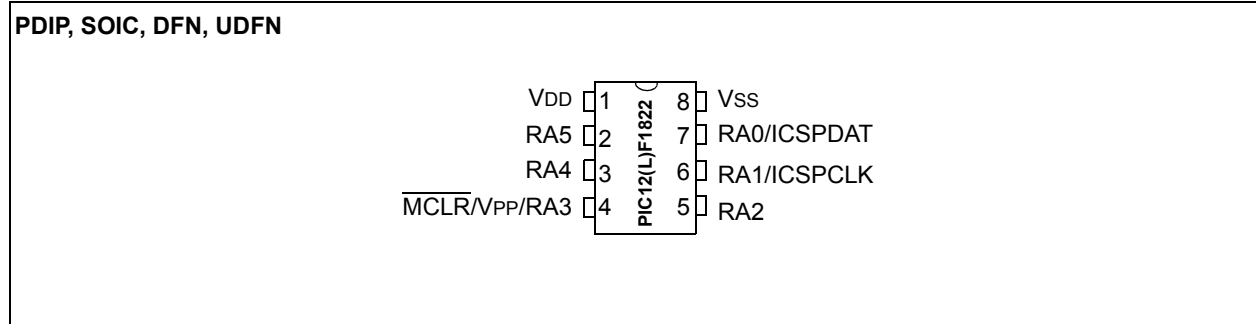 PDIP, SOIC, DFN, UDFN
VDD 1 8 VSS
RA5 2 7 RA0/ICSPDAT
RA4 3 6 RA1/ICSPCLK
MCLR/VPP/RA3 4 5 RA2
PIC12(L)F1822